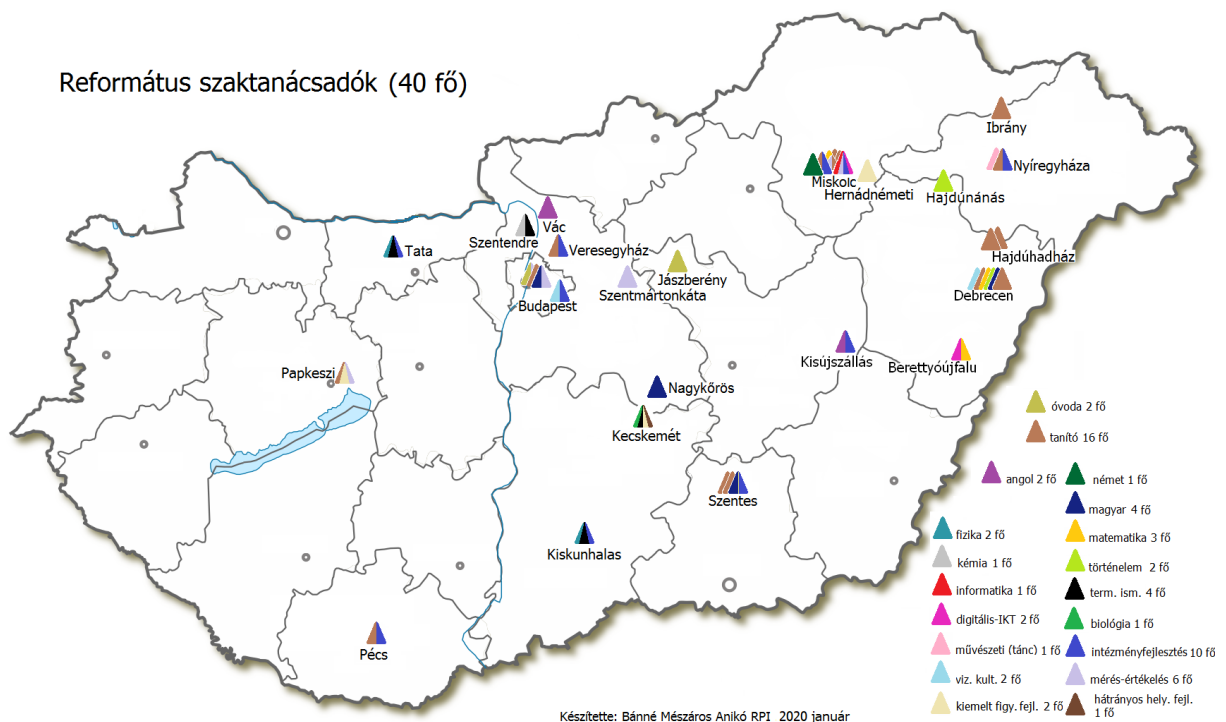 Református szaktanácsadók (40 fő)
Ibrány
Nyíregyháza
Miskolc
Hernádnémeti
Hajdúnánás
Vác
Szentendre
Veresegyház
Tata
Hajdúhadház
Jászberény
Szentmártonkáta
Budapest
Debrecen
Kisújszállás
Berettyóújfalu
Papkeszi
Nagykőrös
Kecskemét
Szentes
Kiskunhalas
Pécs
óvoda 2 fő
tanító 16 fő
angol 2 fő
német 1 fő
magyar 4 fő
fizika 2 fő
matematika 3 fő
kémia 1 fő
történelem 2 fő
informatika 1 fő
term. ism. 4 fő
digitális-IKT 2 fő
biológia 1 fő
művészeti (tánc) 1 fő
intézményfejlesztés 10 fő
viz. kult. 2 fő
mérés-értékelés 6 fő
kiemelt figy. fejl. 2 fő
hátrányos hely. fejl.
1 fő
Készítette: Bánné Mészáros Anikó RPI 2020 január